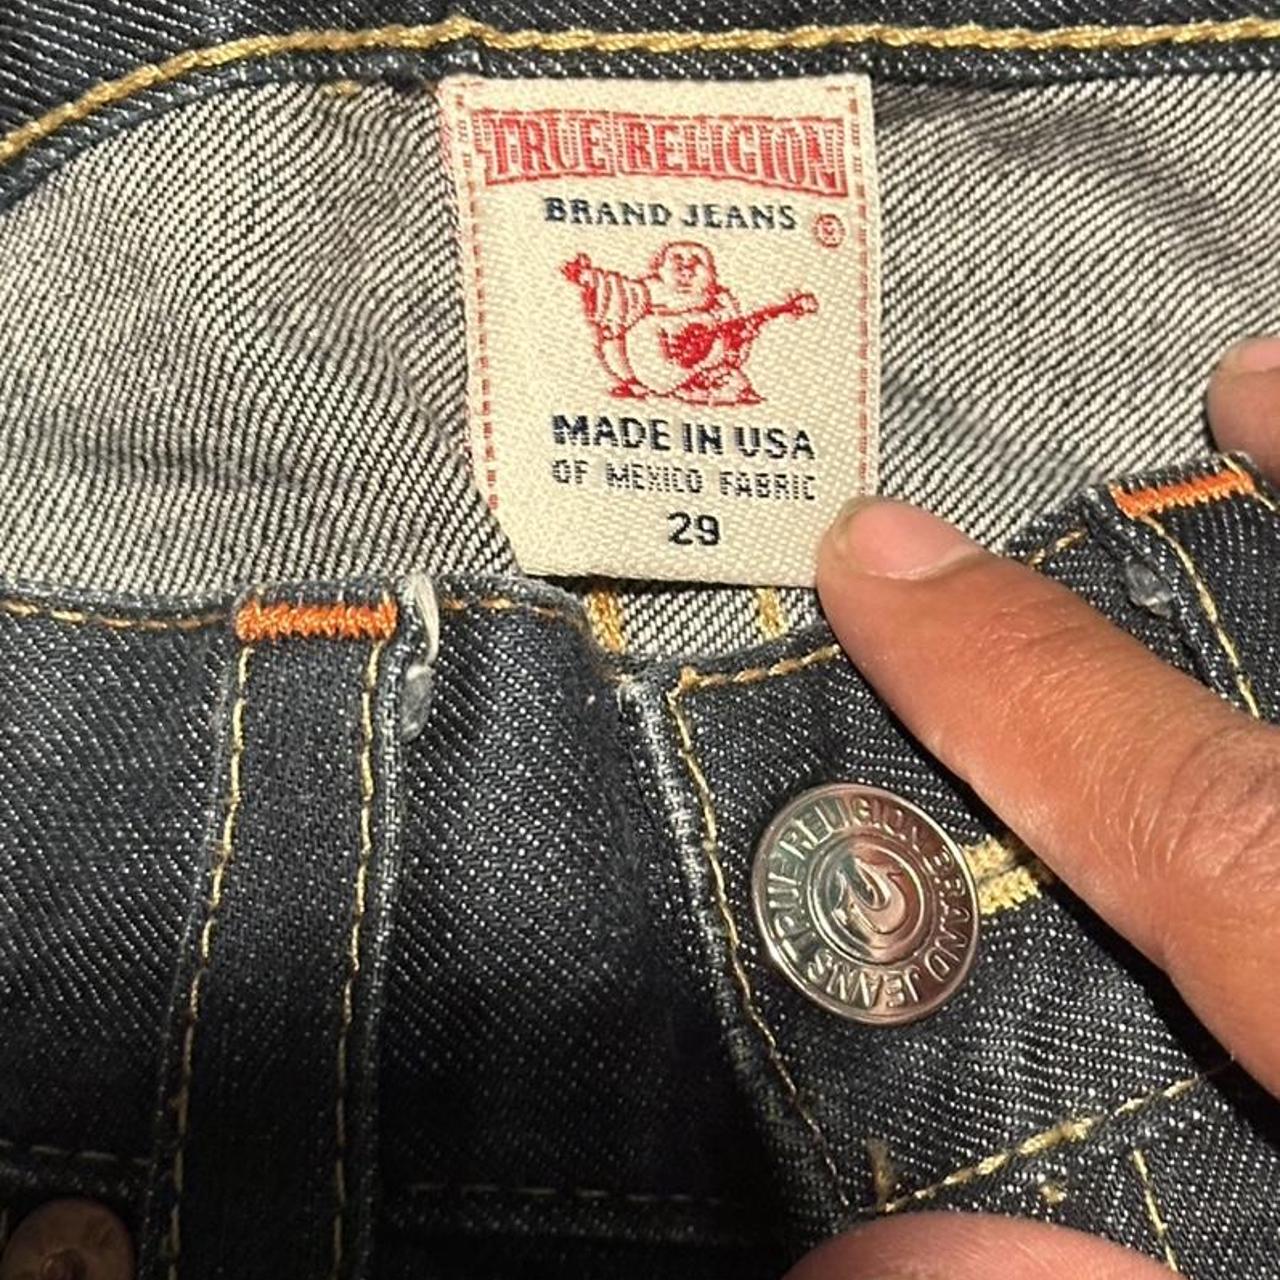 TRUE RELIGION
BRAND JEANS ®
MADE IN USA
OF MEXICO FABRIC
29
TRUE RELIGION BRAND JEANS